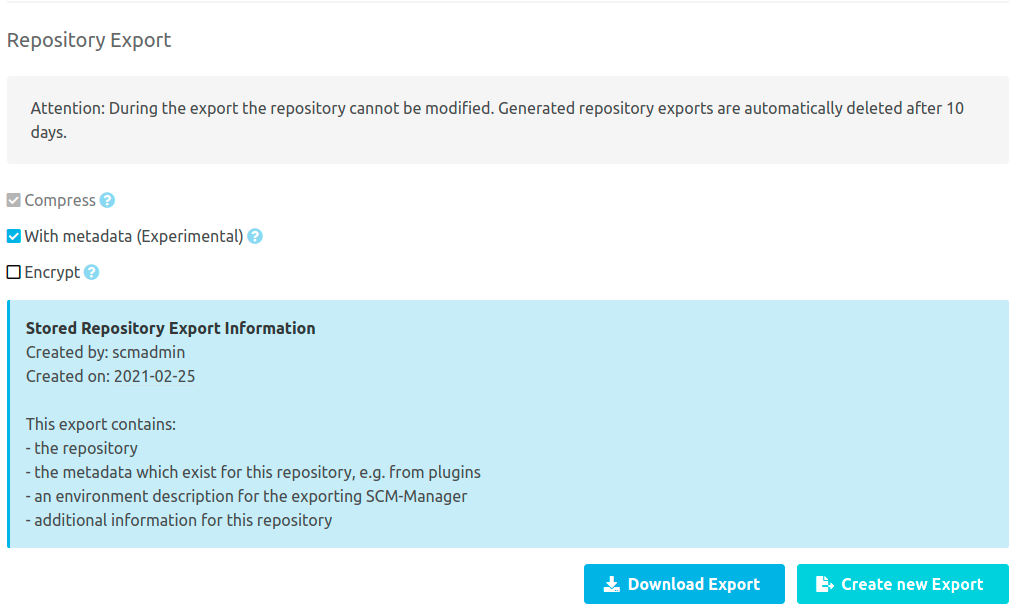 Repository Export
Attention: During the export the repository cannot be modified. Generated repository exports are automatically deleted after 10
days.
Compress ?
With metadata (Experimental) ?
Encrypt ?
Stored Repository Export Information
Created by: scmadmin
Created on: 2021-02-25
This export contains:
- the repository
- the metadata which exist for this repository, e.g. from plugins
- an environment description for the exporting SCM-Manager
- additional information for this repository
Download Export
Create new Export